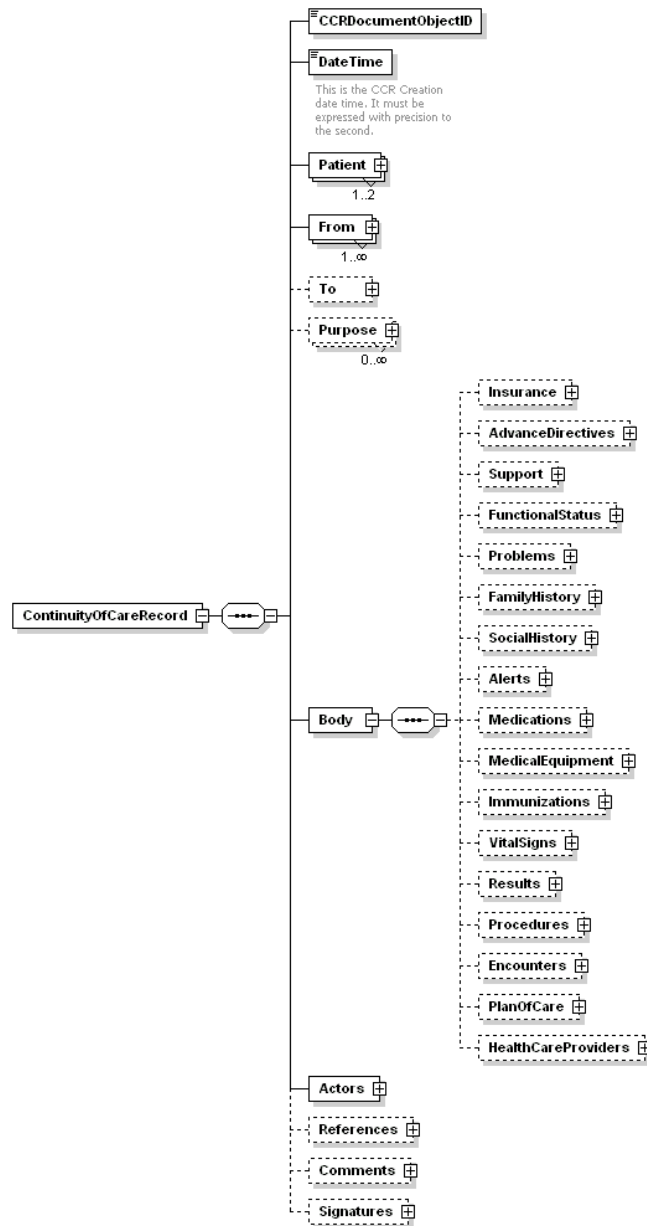 CCRDocumentObjectID
DateTime
This is the CCR Creation
date time. It must be
expressed with precision to
the second.
Patient
1..2
From
1..∞
To
Purpose
0..∞
Insurance
AdvanceDirectives
Support
FunctionalStatus
Problems
FamilyHistory
ContinuityOfCareRecord
SocialHistory
Alerts
Body
Medications
MedicalEquipment
Immunizations
VitalSigns
Results
Procedures
Encounters
PlanOfCare
HealthCareProviders
Actors
References
Comments
Signatures